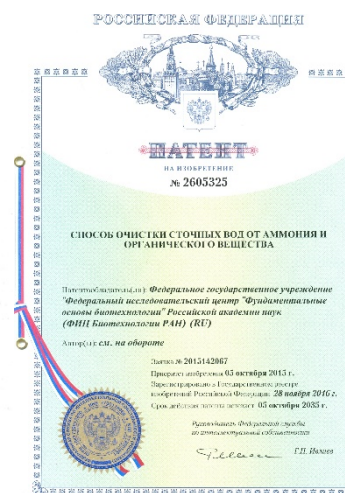 РОССИЙСКАЯ ФЕДЕРАЦИЯ
ПАТЕНТ
НА ИЗОБРЕТЕНИЕ
№ 2605325
СПОСОБ ОЧИСТКИ СТОЧНЫХ ВОД ОТ АММОНИЯ И
ОРГАНИЧЕСКОГО ВЕЩЕСТВА
Патентообладатель(ли): Федеральное государственное учреждение
"Федеральный исследовательский центр "Фундаментальные
основы биотехнологии" Российской академии наук"
(ФИЦ Биотехнологии РАН) (RU)
Автор(ы): см. на обороте
Заявка № 2015142067
Приоритет изобретения 05 октября 2015 г.
Зарегистрировано в Государственном реестре
изобретений Российской Федерации 28 ноября 2016 г.
Срок действия патента истекает 05 октября 2035 г.
Руководитель Федеральной службы
по интеллектуальной собственности
Г.П. Ивлиев